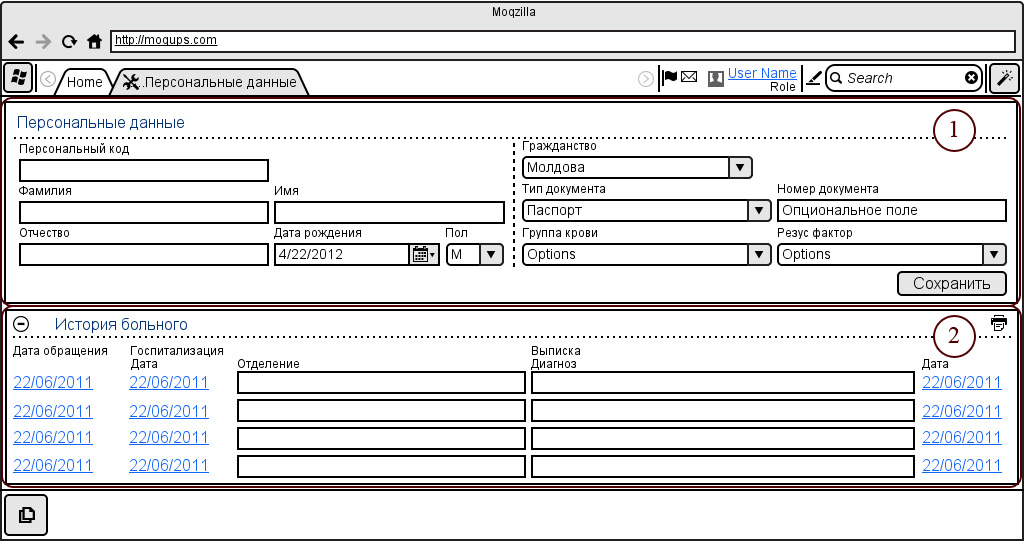 Moqzilla
http://moqups.com
Home
..Персональные данные
User Name
Role
Search
Персональные данные
1
Персональный код
Гражданство
Молдова
Фамилия
Имя
Тип документа
Номер документа
Паспорт
Опциональное поле
Отчество
Дата рождения
Пол
Группа крови
Резус фактор
4/22/2012
М
Options
Options
Сохранить
История больного
2
Дата обращения
Госпитализация
Дата
Отделение
Выписка
Диагноз
Дата
22/06/2011
22/06/2011
22/06/2011
22/06/2011
22/06/2011
22/06/2011
22/06/2011
22/06/2011
22/06/2011
22/06/2011
22/06/2011
22/06/2011